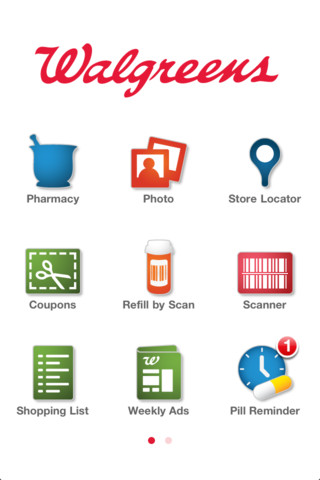 Walgreens
Pharmacy
Photo
Store Locator
Coupons
Refill by Scan
Scanner
Shopping List
w
Weekly Ads
1
Pill Reminder